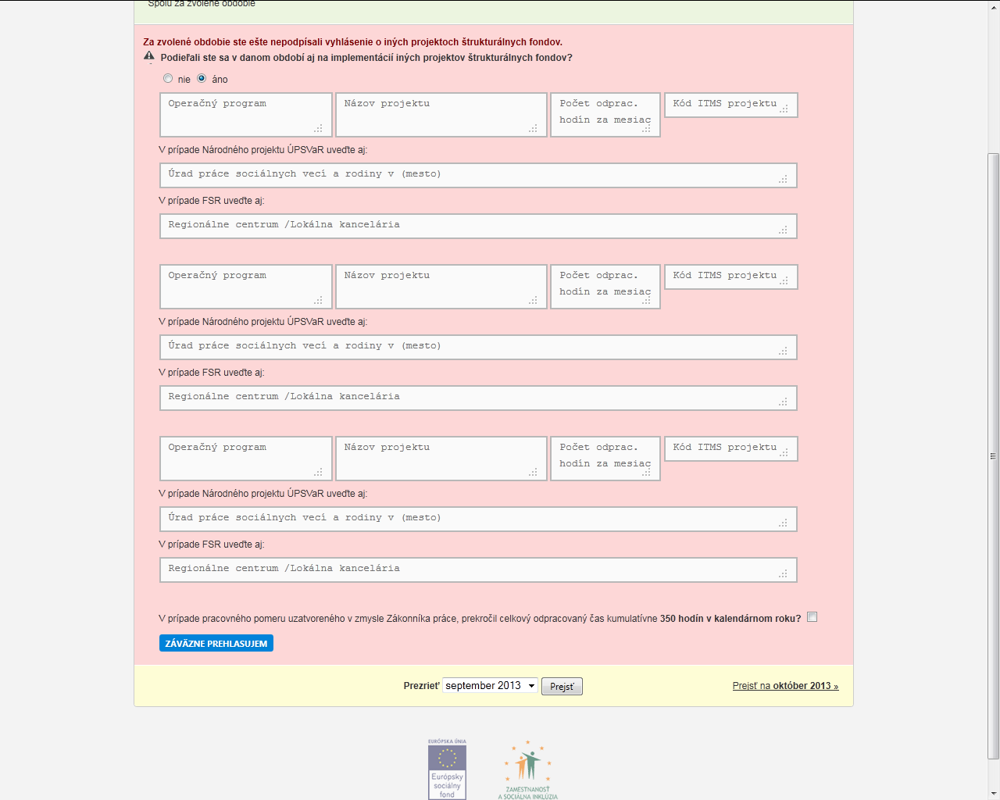 Spolu za zvolené obdobie
Za zvolené obdobie ste ešte nepodpísali vyhlásenie o iných projektoch štrukturálnych fondov.
Podieľali ste sa v danom období aj na implementácií iných projektov štrukturálnych fondov?
nie áno
Operačný program Názov projektu Počet odprac. Kód ITMS projektu
hodín za mesiac
V prípade Národného projektu ÚPSVaR uveďte aj:
Úrad práce sociálnych vecí a rodiny v (mesto)
V prípade FSR uveďte aj:
Regionálne centrum /Lokálna kancelária
Operačný program Názov projektu Počet odprac. Kód ITMS projektu
hodín za mesiac
V prípade Národného projektu ÚPSVaR uveďte aj:
Úrad práce sociálnych vecí a rodiny v (mesto)
V prípade FSR uveďte aj:
Regionálne centrum /Lokálna kancelária
Operačný program Názov projektu Počet odprac. Kód ITMS projektu
hodín za mesiac
V prípade Národného projektu ÚPSVaR uveďte aj:
Úrad práce sociálnych vecí a rodiny v (mesto)
V prípade FSR uveďte aj:
Regionálne centrum /Lokálna kancelária
V prípade pracovného pomeru uzatvoreného v zmysle Zákonníka práce, prekročil celkový odpracovaný čas kumulatívne 350 hodín v kalendárnom roku?
ZÁVÄZNE PREHLASUJEM
Prezrieť september 2013 Prejsť Prejsť na október 2013 »
EURÓPSKA ÚNIA
Európsky
sociálny
fond
ZAMESTNANOSŤ
A SOCIÁLNA INKLÚZIA